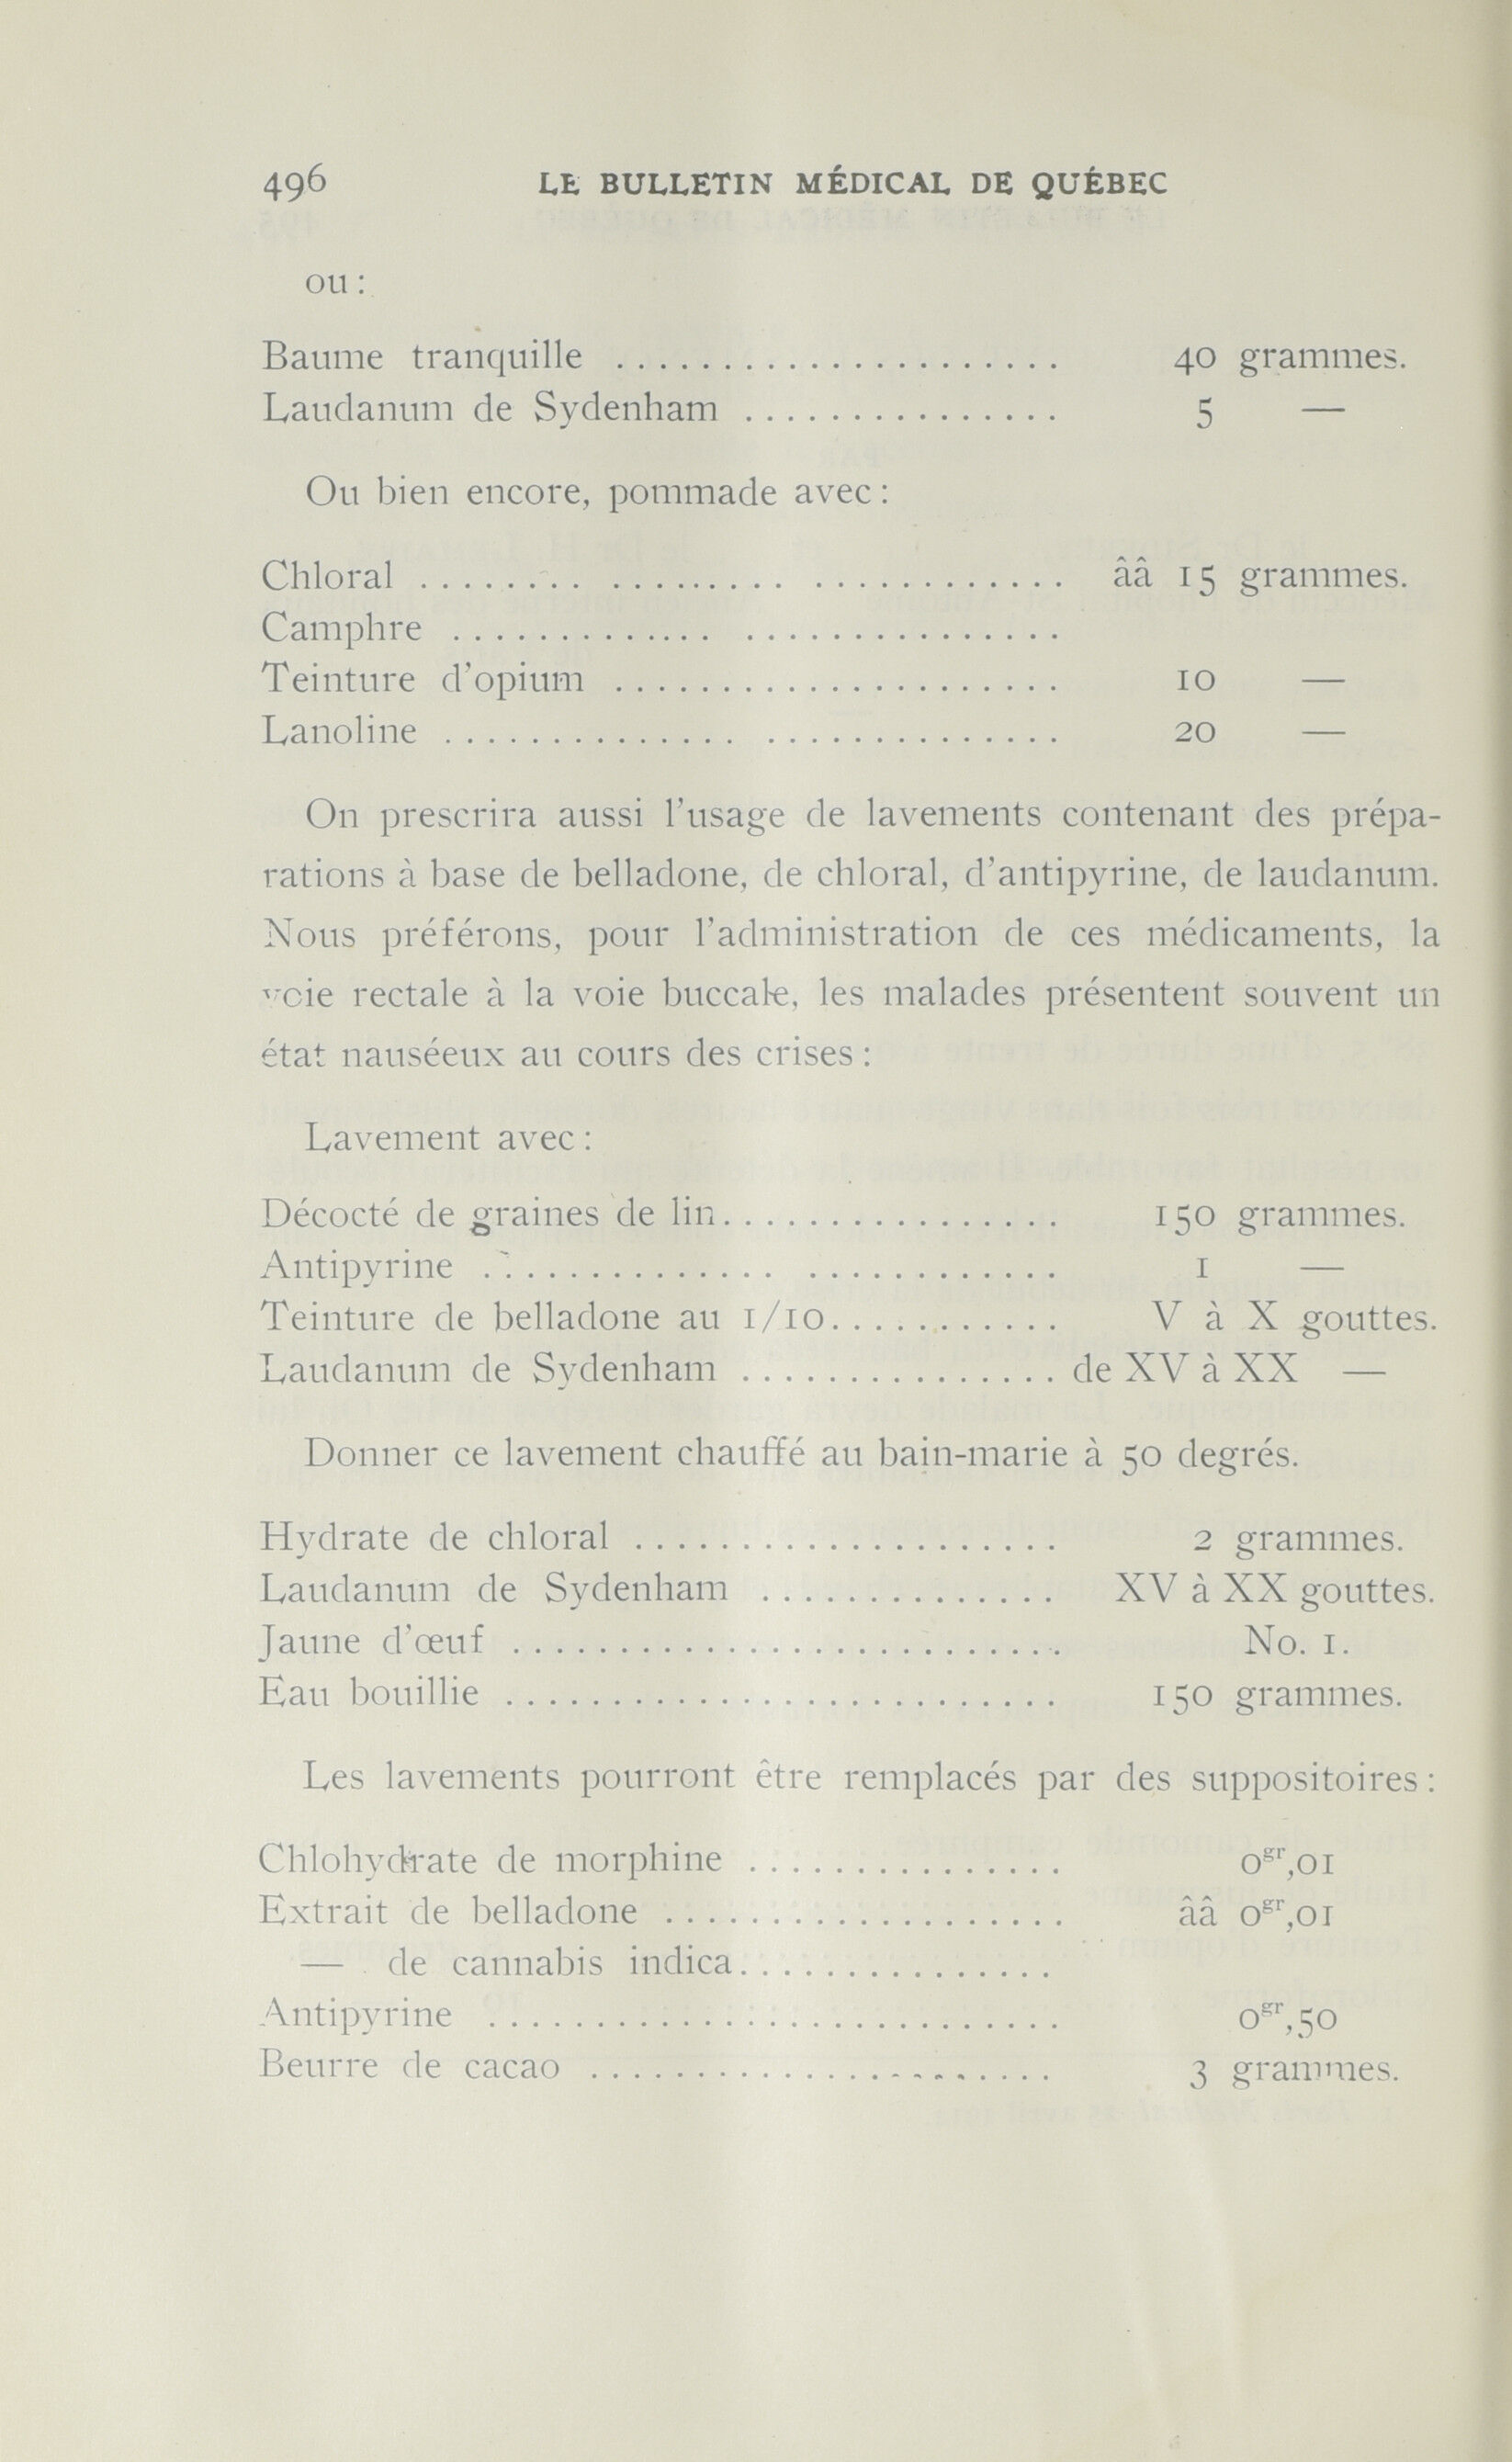 496 LE BULLETIN MÉDICAL DE QUÉBEC
ou :
Baume tranquille ..................... 40 grammes.
Laudanum de Sydenham ............... 5 —
Ou bien encore, pommade avec :
Chloral ............................. ââ 15 grammes.
Camphre ............................
Teinture d'opium ..................... 10 —
Lanoline ............................ 20 —
On prescrira aussi l'usage de lavements contenant des prépa-
rations à base de belladone, de chloral, d'antipyrine, de laudanum.
Nous préférons, pour l'administration de ces médicaments, la
voie rectale à la voie buccale, les malades présentent souvent un
état nauséeux au cours des crises :
Lavement avec :
Décocté de graines de lin................ 150 grammes.
Antipyrine .......................... 1 —
Teinture de belladone au 1/10........... V à X gouttes.
Laudanum de Sydenham ............... de XV à XX —
Donner ce lavement chauffé au bain-marie à 50 degrés.
Hydrate de chloral .................... 2 grammes.
Laudanum de Sydenham .............. XV à XX gouttes.
Jaune d'œuf .......................... No. 1.
Eau bouillie .......................... 150 grammes.
Les lavements pourront être remplacés par des suppositoires :
Chlohydrate de morphine ............... 0gr,01
Extrait de belladone ................... ââ 0gr,01
— de cannabis indica...............
Antipyrine ........................... 0gr,50
Beurre de cacao ...................... 3 grammes.